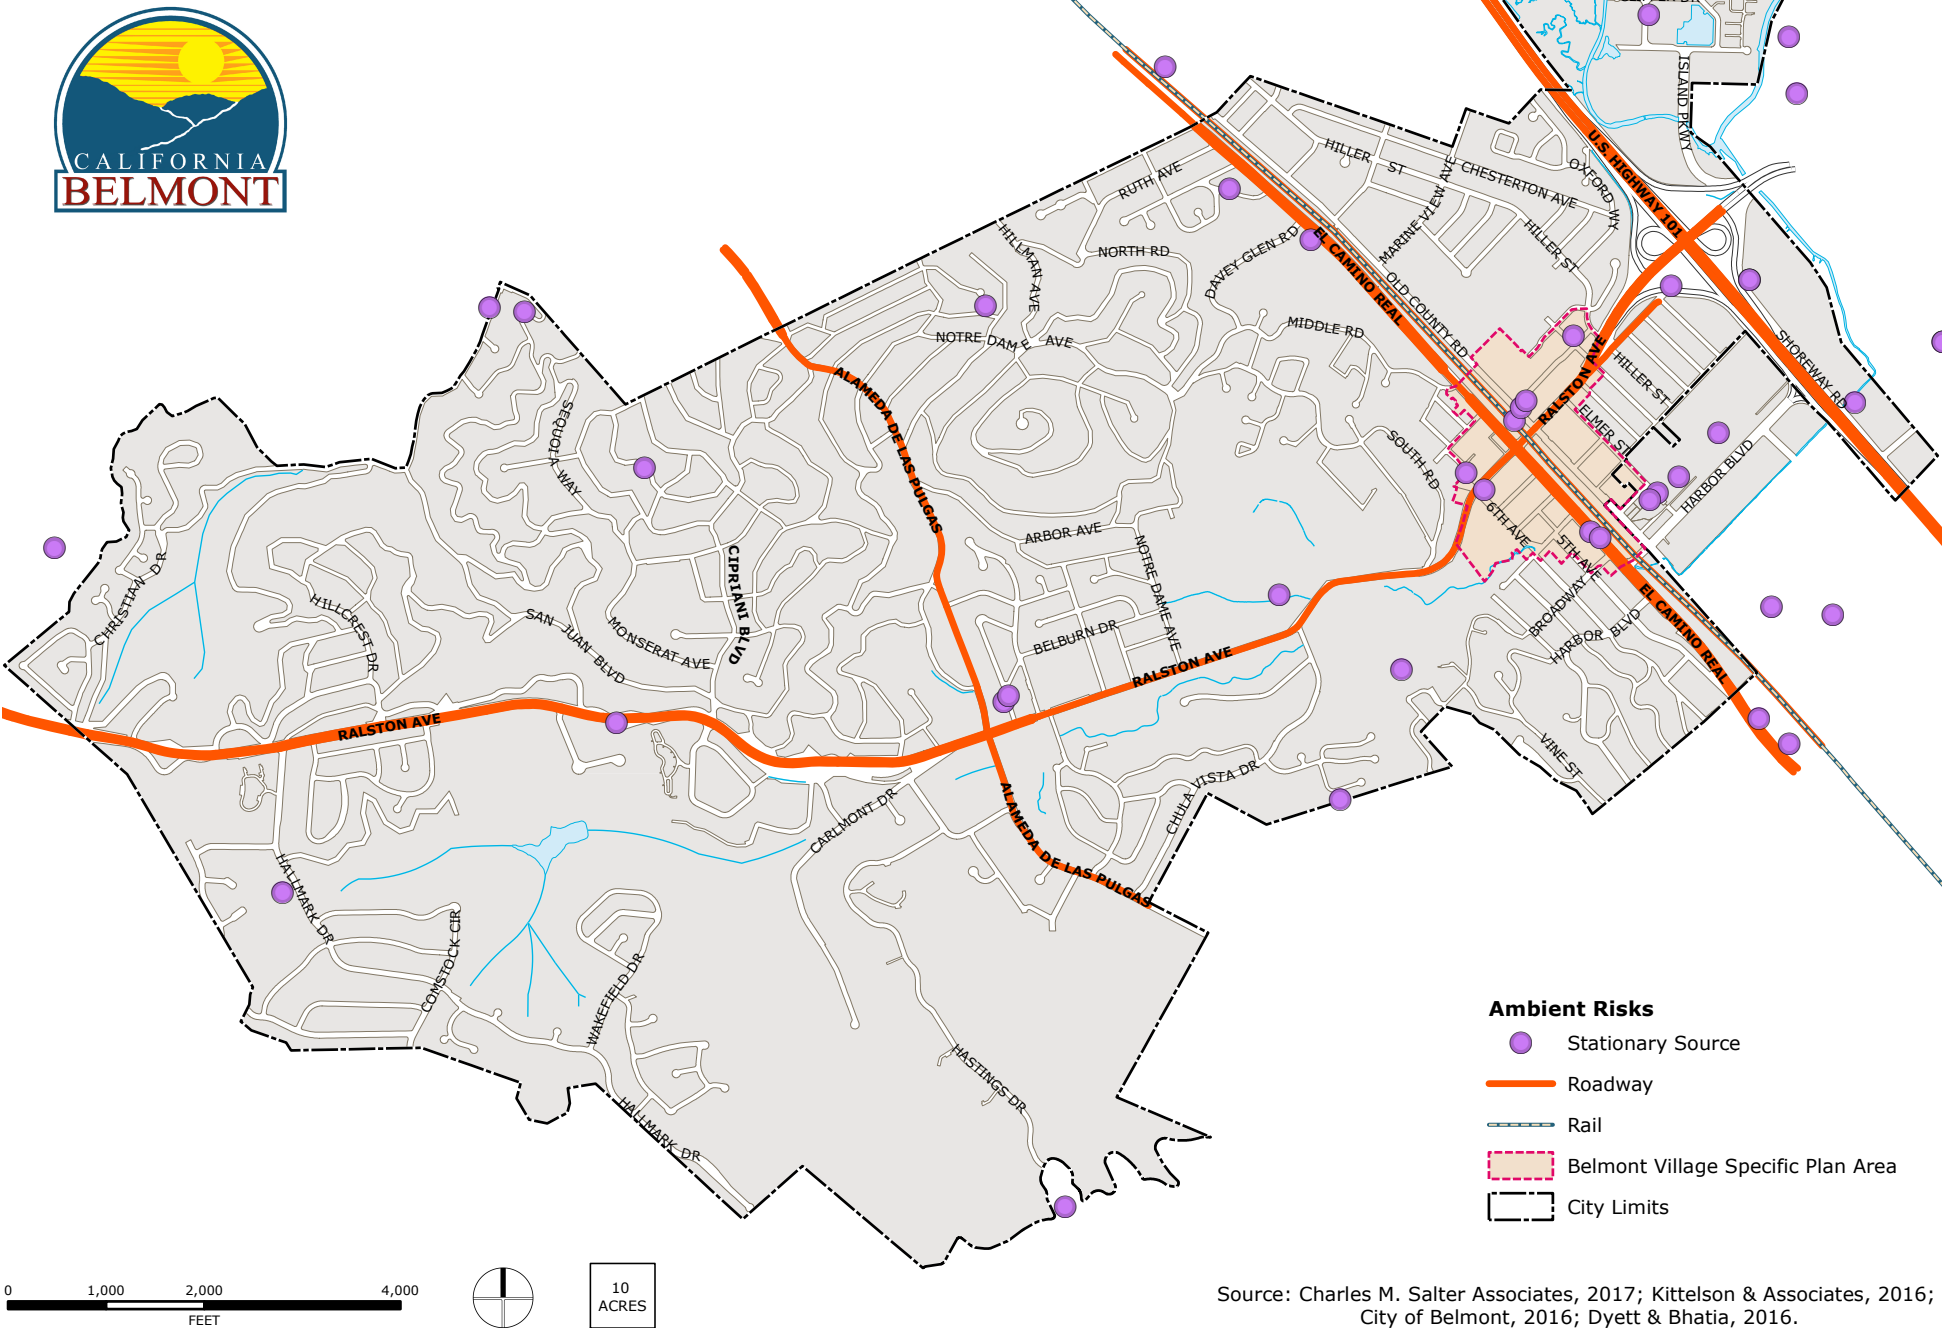 CALIFORNIA
BELMONT
ISLAND PKWY
U.S. HIGHWAY 101
HILLER ST
CHESTERTON AVE
OXFORD WY
MARINE VIEW AVE
HILLER ST
RUTH AVE
HILLMAN AVE
NORTH RD
DAVEY GLEN RD
EL CAMINO REAL
OLD COUNTY RD
MIDDLE RD
NOTRE DAME AVE
RALSTON AVE
HILLER ST
ELMER ST
SHOREWAY RD
HARBOR BLVD
ALAMEDA DE LAS PULGAS
SEQUOIA WAY
SOUTH RD
6TH AVE
5TH AVE
ARBOR AVE
NOTRE DAME AVE
CIPRIANI BLVD
CHRISTIAN DR
HILLCREST DR
SAN JUAN BLVD
MONSERAT AVE
BELBURN DR
BROADWAY
HARBOR BLVD
EL CAMINO REAL
RALSTON AVE
RALSTON AVE
VINE ST
CHULA VISTA DR
CARLMONT DR
ALAMEDA DE LAS PULGAS
HALLMARK DR
COMSTOCK CIR
WAKEFIELD DR
HASTINGS DR
HALLMARK DR
Ambient Risks
Stationary Source
Roadway
Rail
Belmont Village Specific Plan Area
City Limits
0 1,000 2,000 4,000
FEET
10
ACRES
Source: Charles M. Salter Associates, 2017; Kittelson & Associates, 2016;
City of Belmont, 2016; Dyett & Bhatia, 2016.